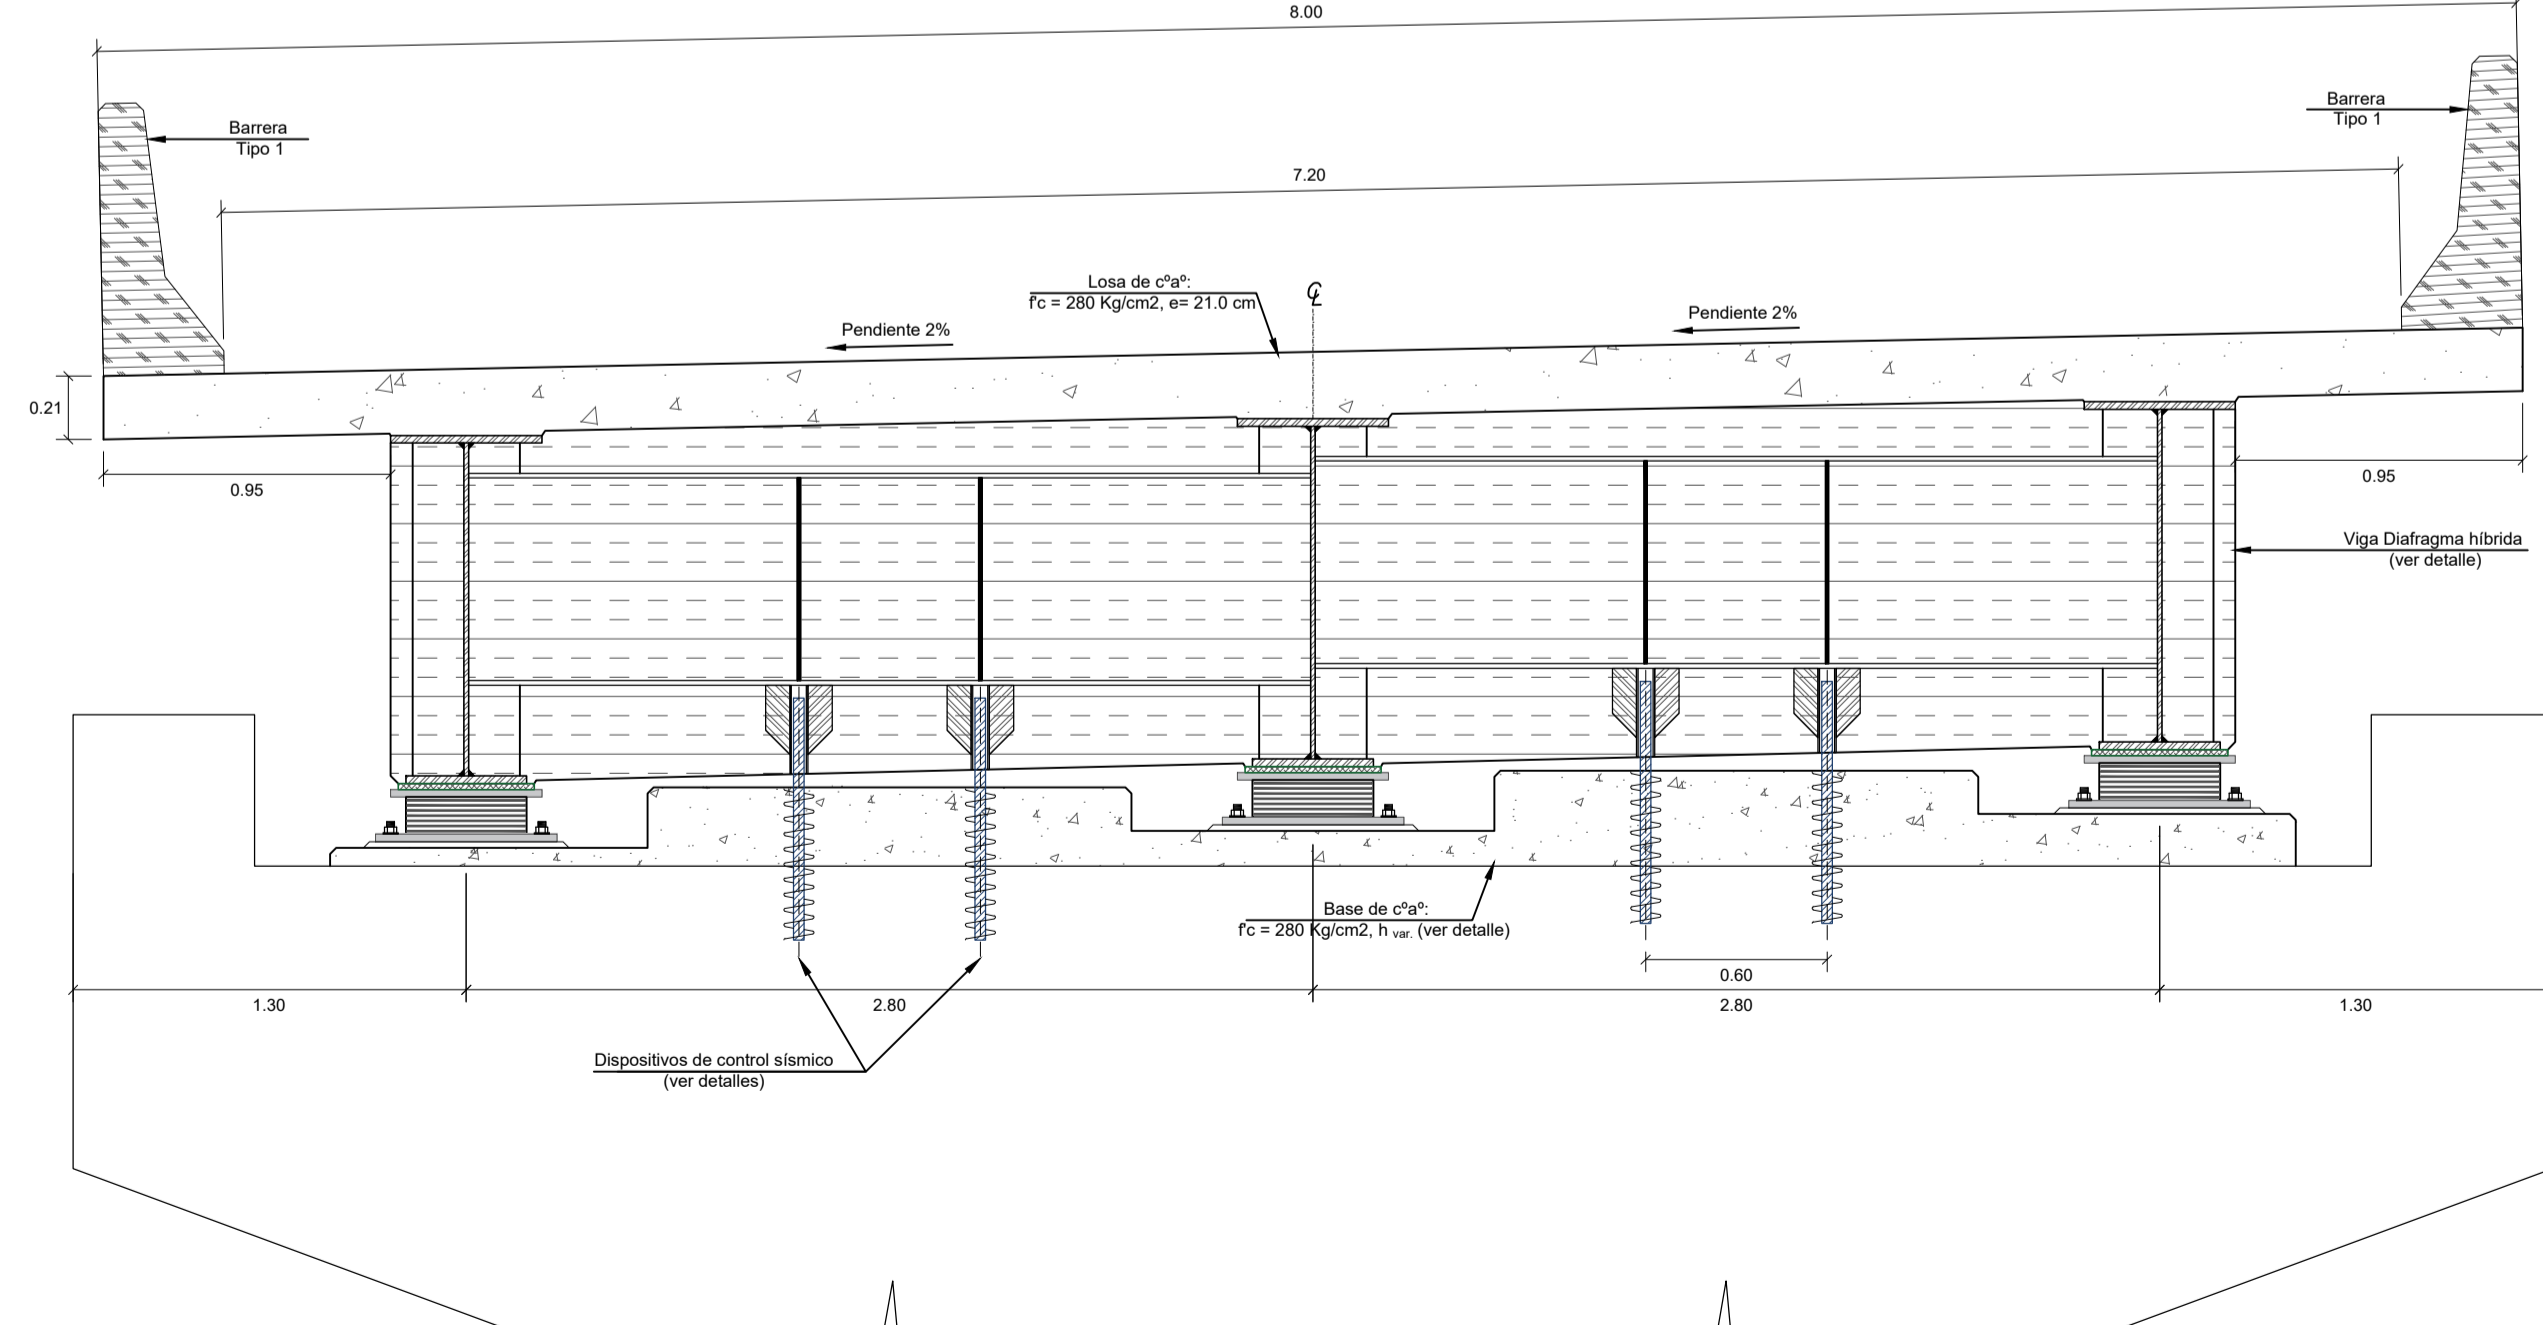 8.00
Barrera
Tipo 1
Barrera
Tipo 1
7.20
Losa de cºaº:
f'c = 280 Kg/cm2, e= 21.0 cm
℄
Pendiente 2%
Pendiente 2%
0.21
0.95
0.95
Viga Diafragma híbrida
(ver detalle)
Base de cºaº:
f'c = 280 Kg/cm2, h var. (ver detalle)
0.60
1.30
2.80
2.80
1.30
Dispositivos de control sísmico
(ver detalles)